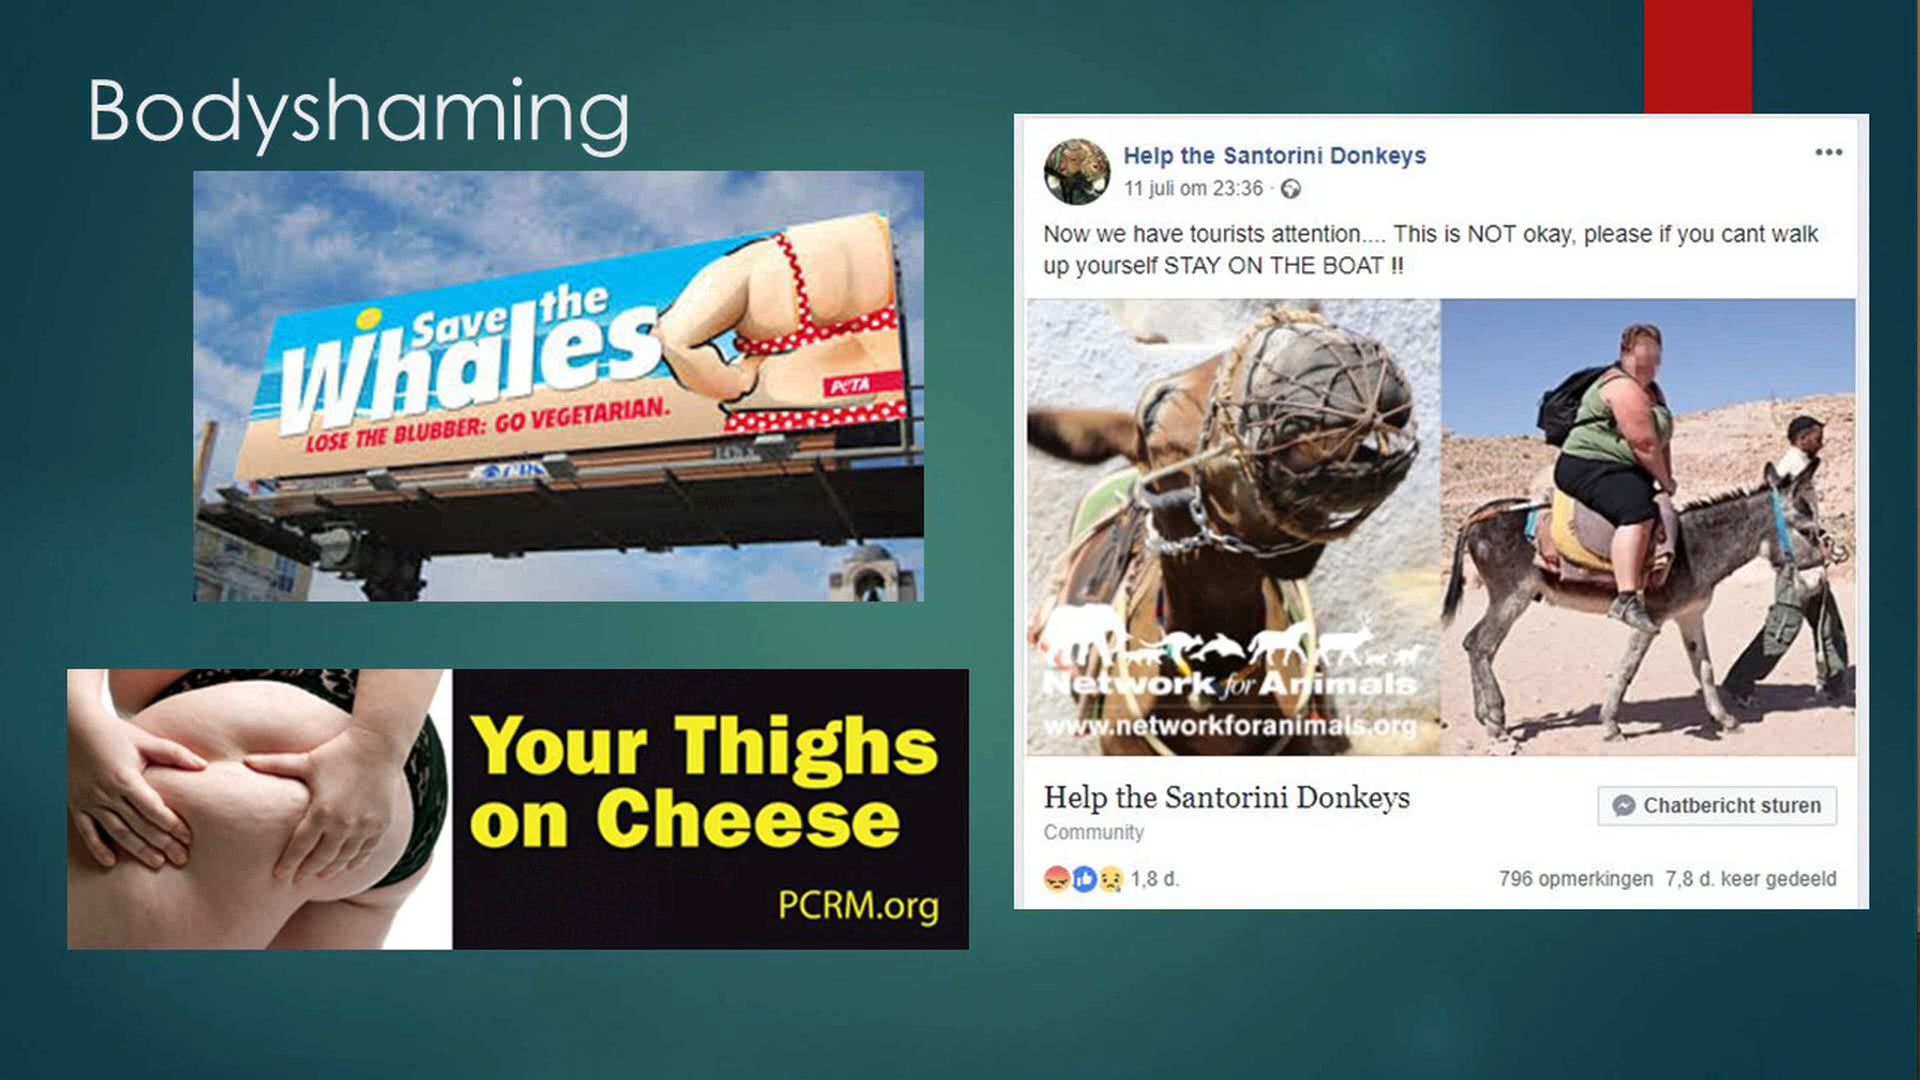 Bodyshaming
Save the
Whales
LOSE THE BLUBBER: GO VEGETARIAN.
PETA
Your Thighs
on Cheese
PCRM.org
Help the Santorini Donkeys
11 juli om 23:36 ·
Now we have tourists attention.... This is NOT okay, please if you cant walk
up yourself STAY ON THE BOAT !!
Network for Animals
www.networkforanimals.org
Help the Santorini Donkeys
Community
Chatbericht sturen
1,8 d.
796 opmerkingen 7,8 d. keer gedeeld